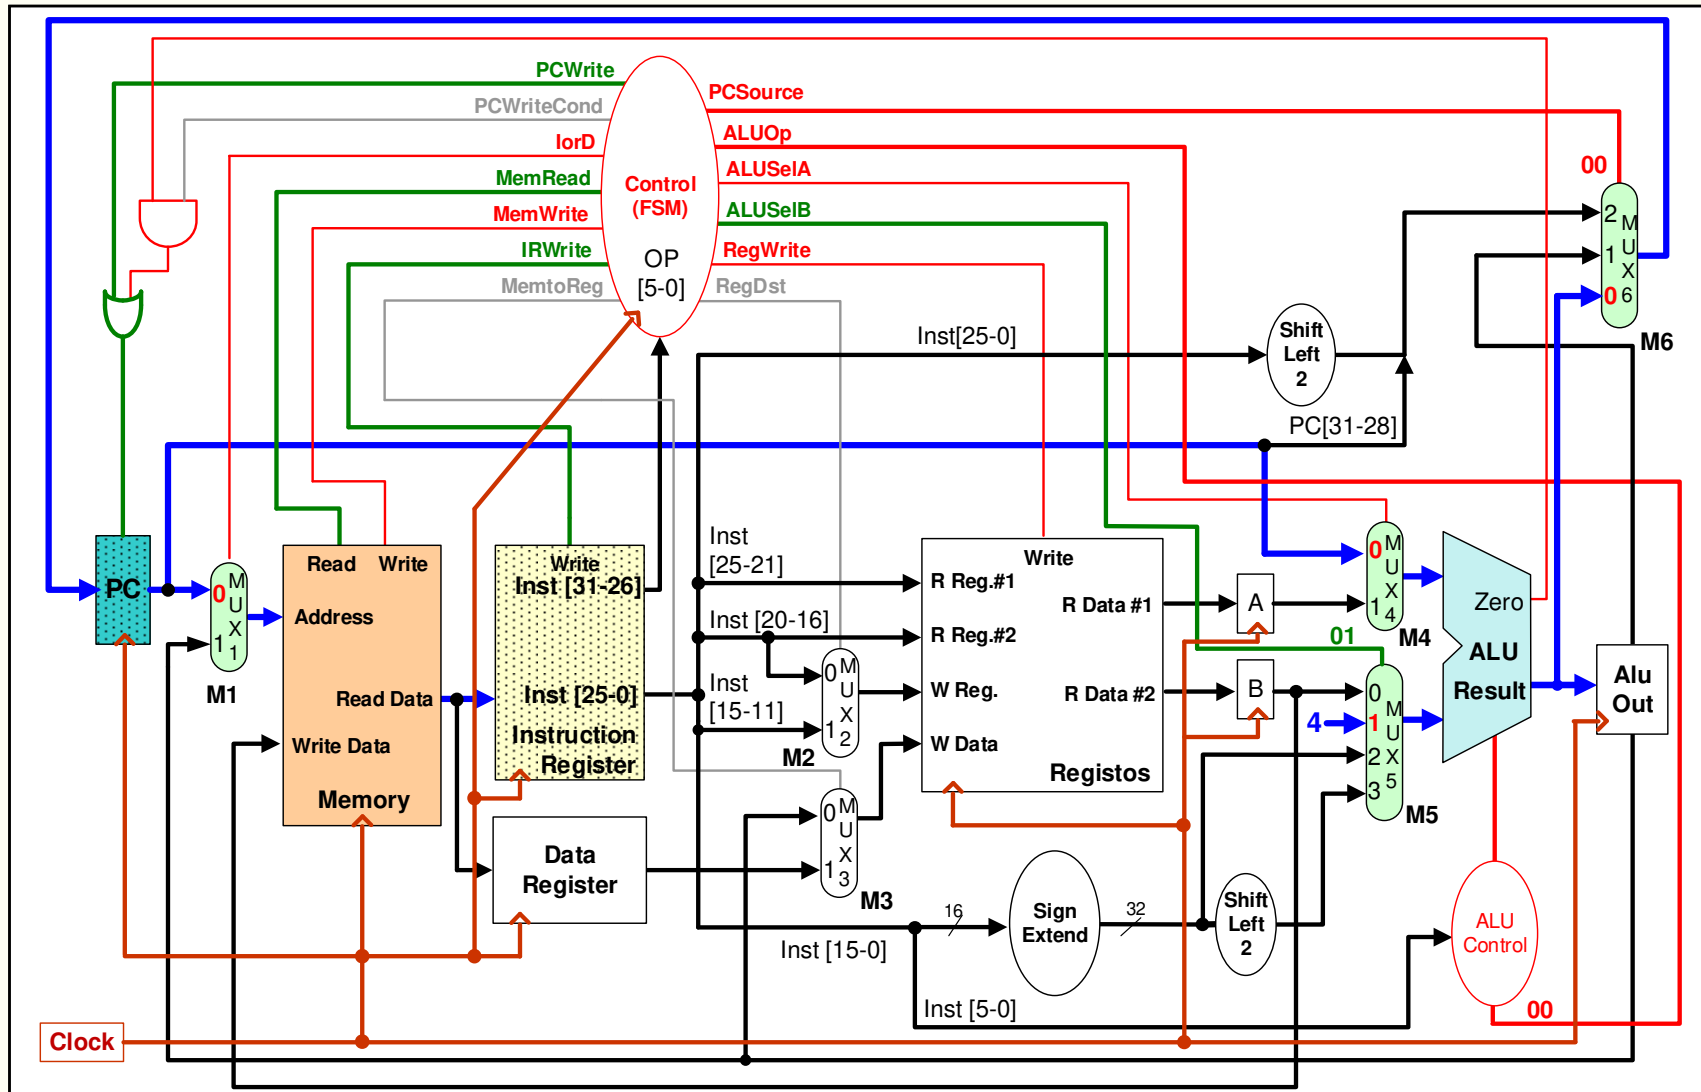 PCWrite
PCWriteCond
IorD
MemRead
MemWrite
IRWrite
MemtoReg
Control
(FSM)
OP
[5-0]
PCSource
ALUOp
ALUSelA
ALUSelB
RegWrite
RegDst
00
2
1
0
M
U
X
6
M6
Inst[25-0]
Shift
Left
2
PC[31-28]
PC
0
1
M
U
X
1
M1
Read
Write
Address
Read Data
Write Data
Memory
Write
Inst [31-26]
Inst [25-0]
Instruction
Register
Data
Register
Inst
[25-21]
Inst [20-16]
Inst
[15-11]
0
1
M
U
X
2
M2
0
1
M
U
X
3
M3
Write
R Reg.#1
R Reg.#2
W Reg.
W Data
R Data #1
R Data #2
Registos
A
B
0
1
M
U
X
4
M4
01
4
0
1
2
3
M
U
X
5
M5
Zero
ALU
Result
Alu
Out
Inst [15-0]
16
Sign
Extend
32
Shift
Left
2
ALU
Control
Inst [5-0]
00
Clock